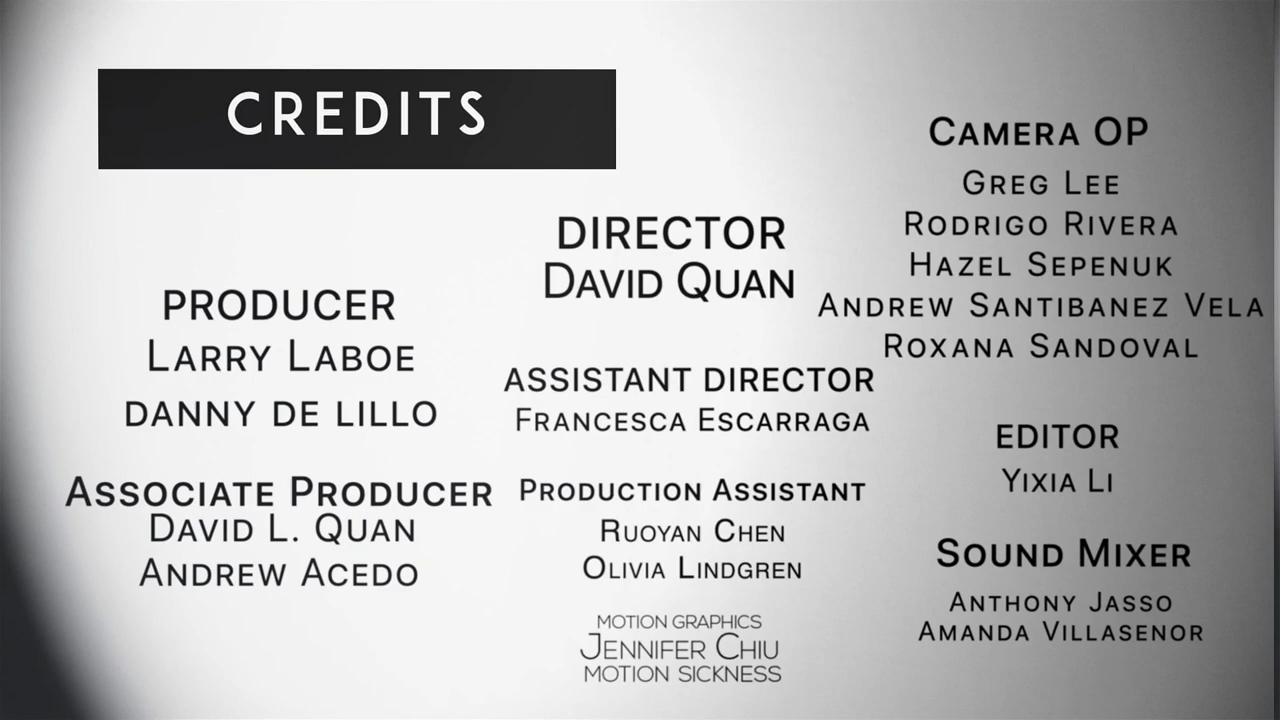 CREDITS
PRODUCER
LARRY LABOE
DANNY DE LILLO
ASSOCIATE PRODUCER
DAVID L. QUAN
ANDREW ACEDO
DIRECTOR
DAVID QUAN
ASSISTANT DIRECTOR
FRANCESCA ESCARRAGA
PRODUCTION ASSISTANT
RUOYAN CHEN
OLIVIA LINDGREN
MOTION GRAPHICS
JENNIFER CHIU
MOTION SICKNESS
CAMERA OP
GREG LEE
RODRIGO RIVERA
HAZEL SEPENUK
ANDREW SANTIBANEZ VELA
ROXANA SANDOVAL
EDITOR
YIXIA LI
SOUND MIXER
ANTHONY JASSO
AMANDA VILLASENOR